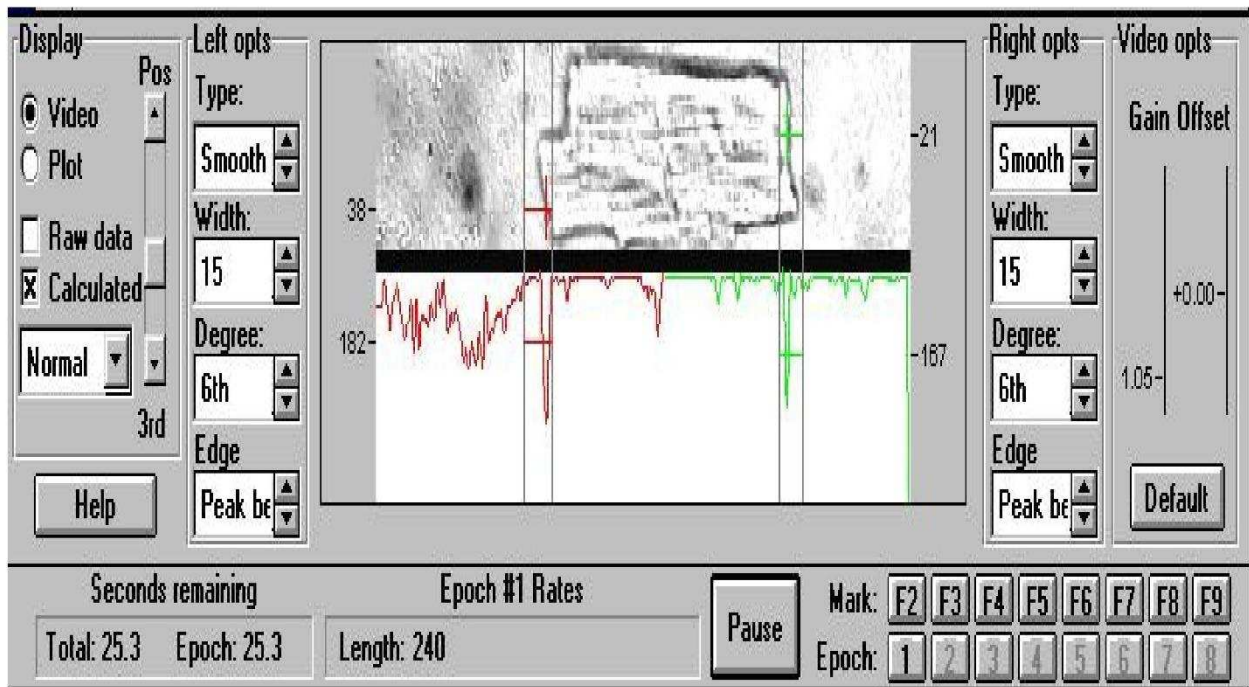 Display
Pos
Video
Plot
Raw data
Calculated
Normal
3rd
Help
Left opts
Type:
Smooth
Width:
15
Degree:
6th
Edge
Peak be
38
182
21
167
Right opts
Type:
Smooth
Width:
15
Degree:
6th
Edge
Peak be
Video opts
Gain Offset
+0.00
1.05
Default
Seconds remaining
Total: 25.3 Epoch: 25.3
Epoch #1 Rates
Length: 240
Pause
Mark: F2 F3 F4 F5 F6 F7 F8 F9
Epoch: 1 2 3 4 5 6 7 8